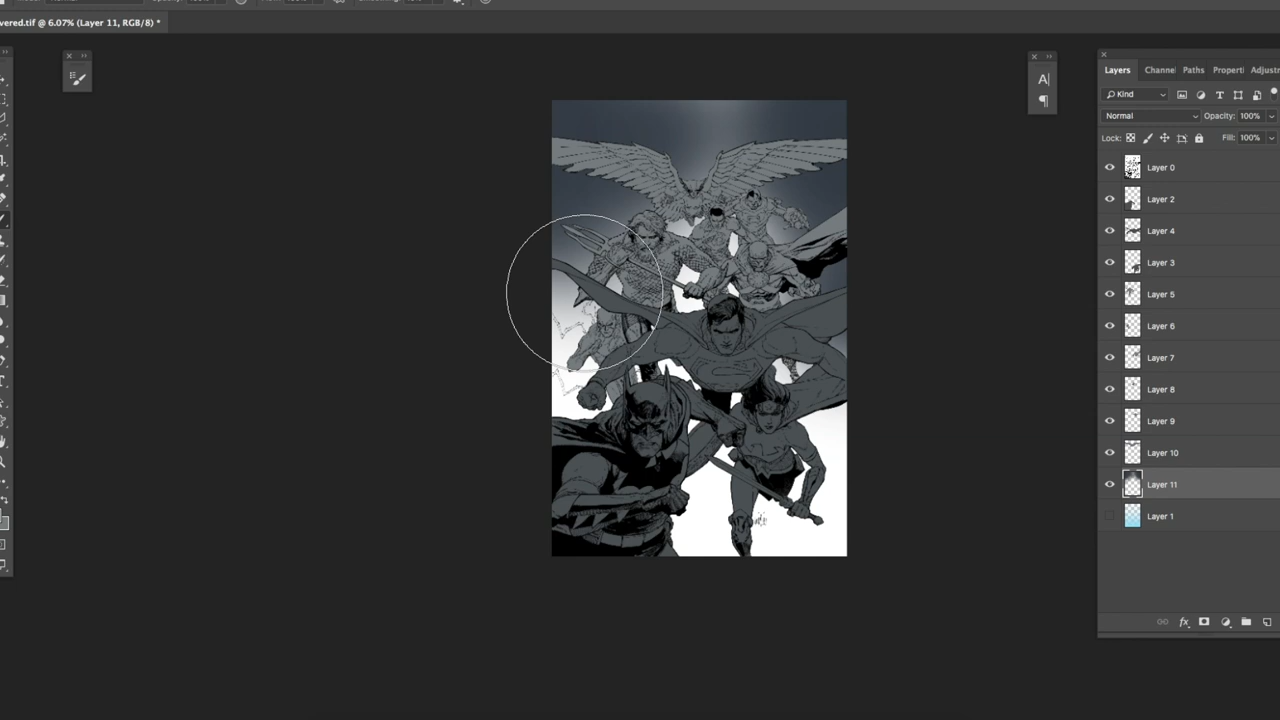 vered.tif @ 6.07% (Layer 11, RGB/8) *
Layers Channel Paths Properti Adjustr
Kind
Normal Opacity: 100%
Lock: Fill: 100%
Layer 0
Layer 2
Layer 4
Layer 3
Layer 5
Layer 6
Layer 7
Layer 8
Layer 9
Layer 10
Layer 11
Layer 1